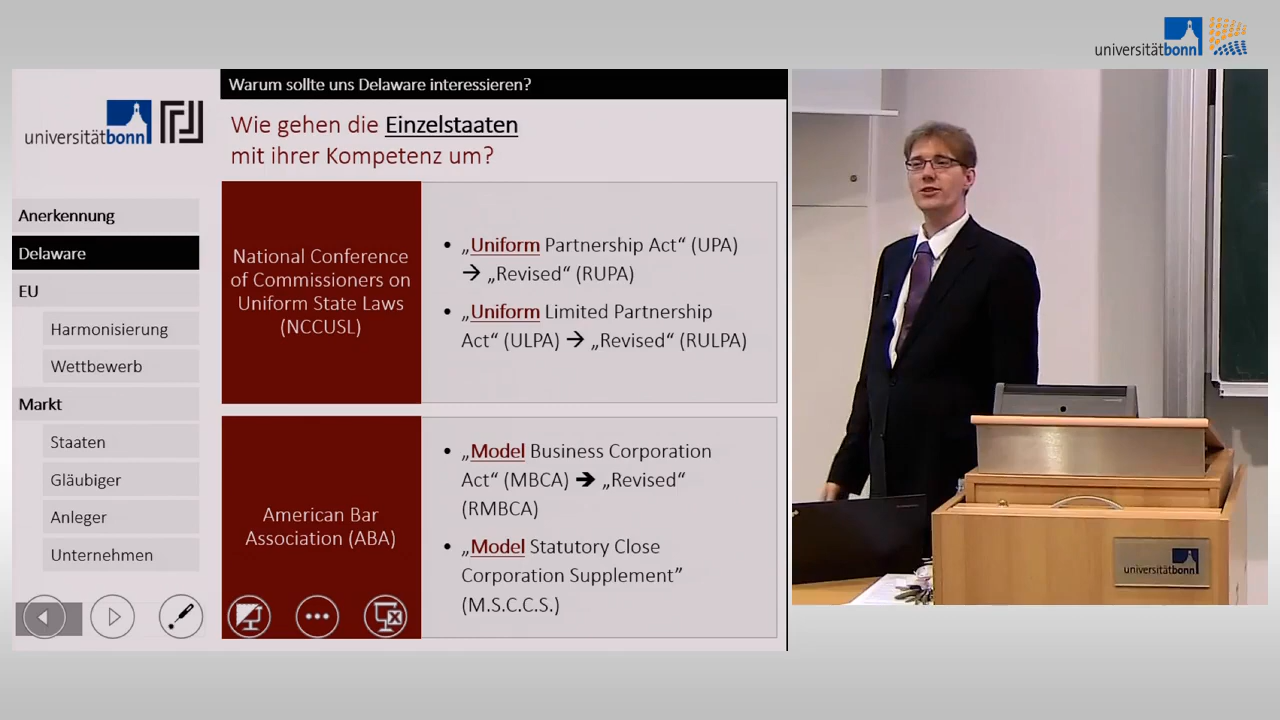 universitätbonn
Warum sollte uns Delaware interessieren?
universitätbonn
Wie gehen die Einzelstaaten
mit ihrer Kompetenz um?
Anerkennung
Delaware
EU
Harmonisierung
Wettbewerb
Markt
Staaten
Gläubiger
Anleger
Unternehmen
National Conference
of Commissioners on
Uniform State Laws
(NCCUSL)
• „Uniform Partnership Act“ (UPA)
→ „Revised“ (RUPA)
• „Uniform Limited Partnership
Act“ (ULPA) → „Revised“ (RULPA)
American Bar
Association (ABA)
• „Model Business Corporation
Act“ (MBCA) → „Revised“
(RMBCA)
• „Model Statutory Close
Corporation Supplement”
(M.S.C.C.S.)
universitätbonn